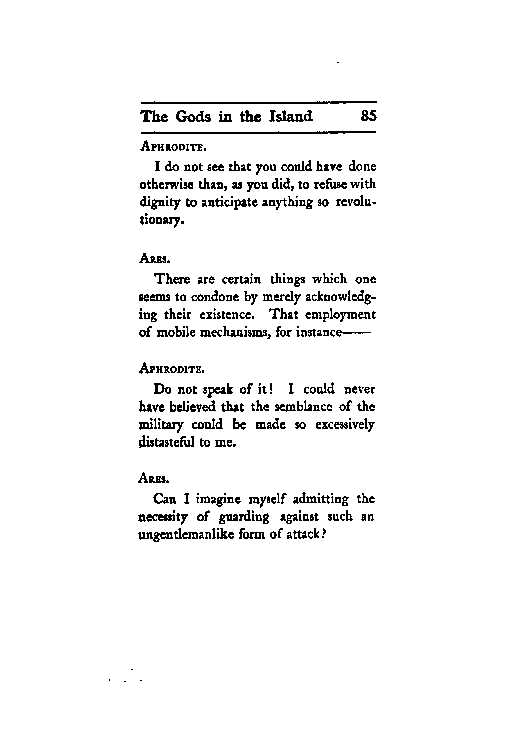 The Gods in the Island 85
APHRODITE.
I do not see that you could have done
otherwise than, as you did, to refuse with
dignity to anticipate anything so revolu-
tionary.
ARES.
There are certain things which one
seems to condone by merely acknowledg-
ing their existence. That employment
of mobile mechanisms, for instance——
APHRODITE.
Do not speak of it! I could never
have believed that the semblance of the
military could be made so excessively
distasteful to me.
ARES.
Can I imagine myself admitting the
necessity of guarding against such an
ungentlemanlike form of attack?